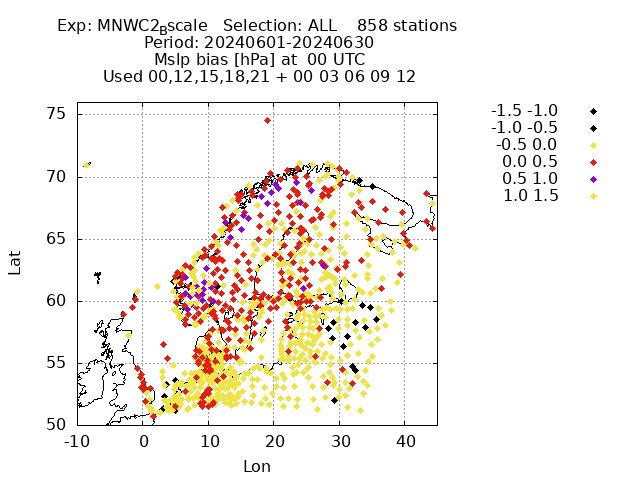 Exp: MNWC2_Bscale   Selection: ALL    858 stations
Period: 20240601-20240630
Mslp bias [hPa] at  00 UTC
Used 00,12,15,18,21 + 00 03 06 09 12
-1.5 -1.0
-1.0 -0.5
-0.5 0.0
0.0 0.5
0.5 1.0
1.0 1.5
75
70
65
60
55
50
Lat
-10 0 10 20 30 40
Lon